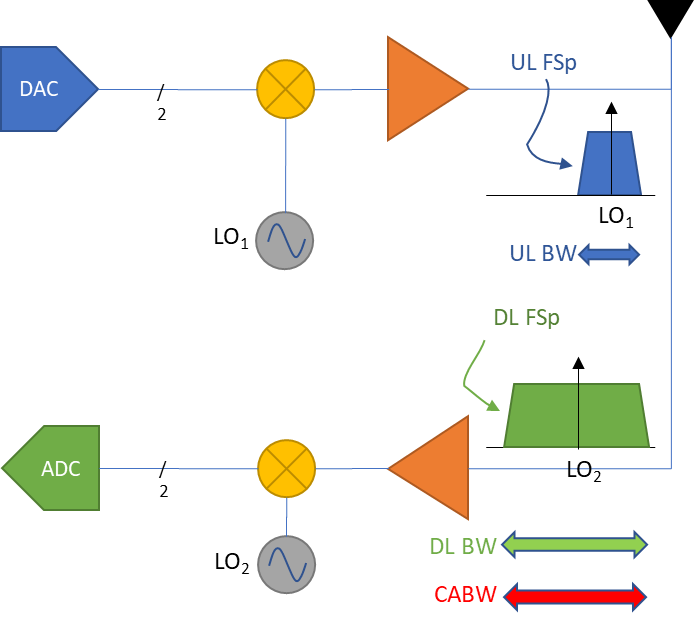 DAC
/
2
UL FSp
LO1
LO1
UL BW
DL FSp
ADC
/
2
LO2
LO2
DL BW
CABW